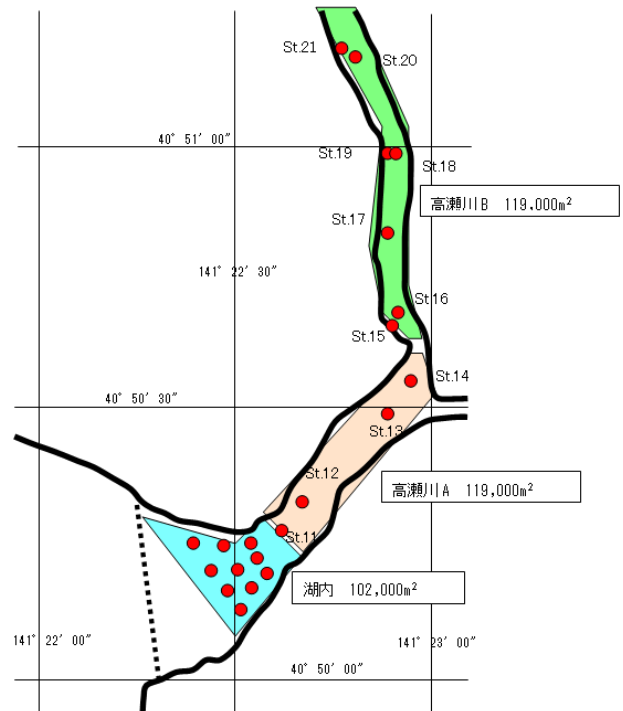 St.21
St.20
40° 51′ 00″
St.19
St.18
高瀬川B 119,000m²
St.17
141° 22′ 30″
St.16
St.15
St.14
40° 50′ 30″
St.13
St.12
高瀬川A 119,000m²
St.11
湖内 102,000m²
141° 22′ 00″
141° 23′ 00″
40° 50′ 00″